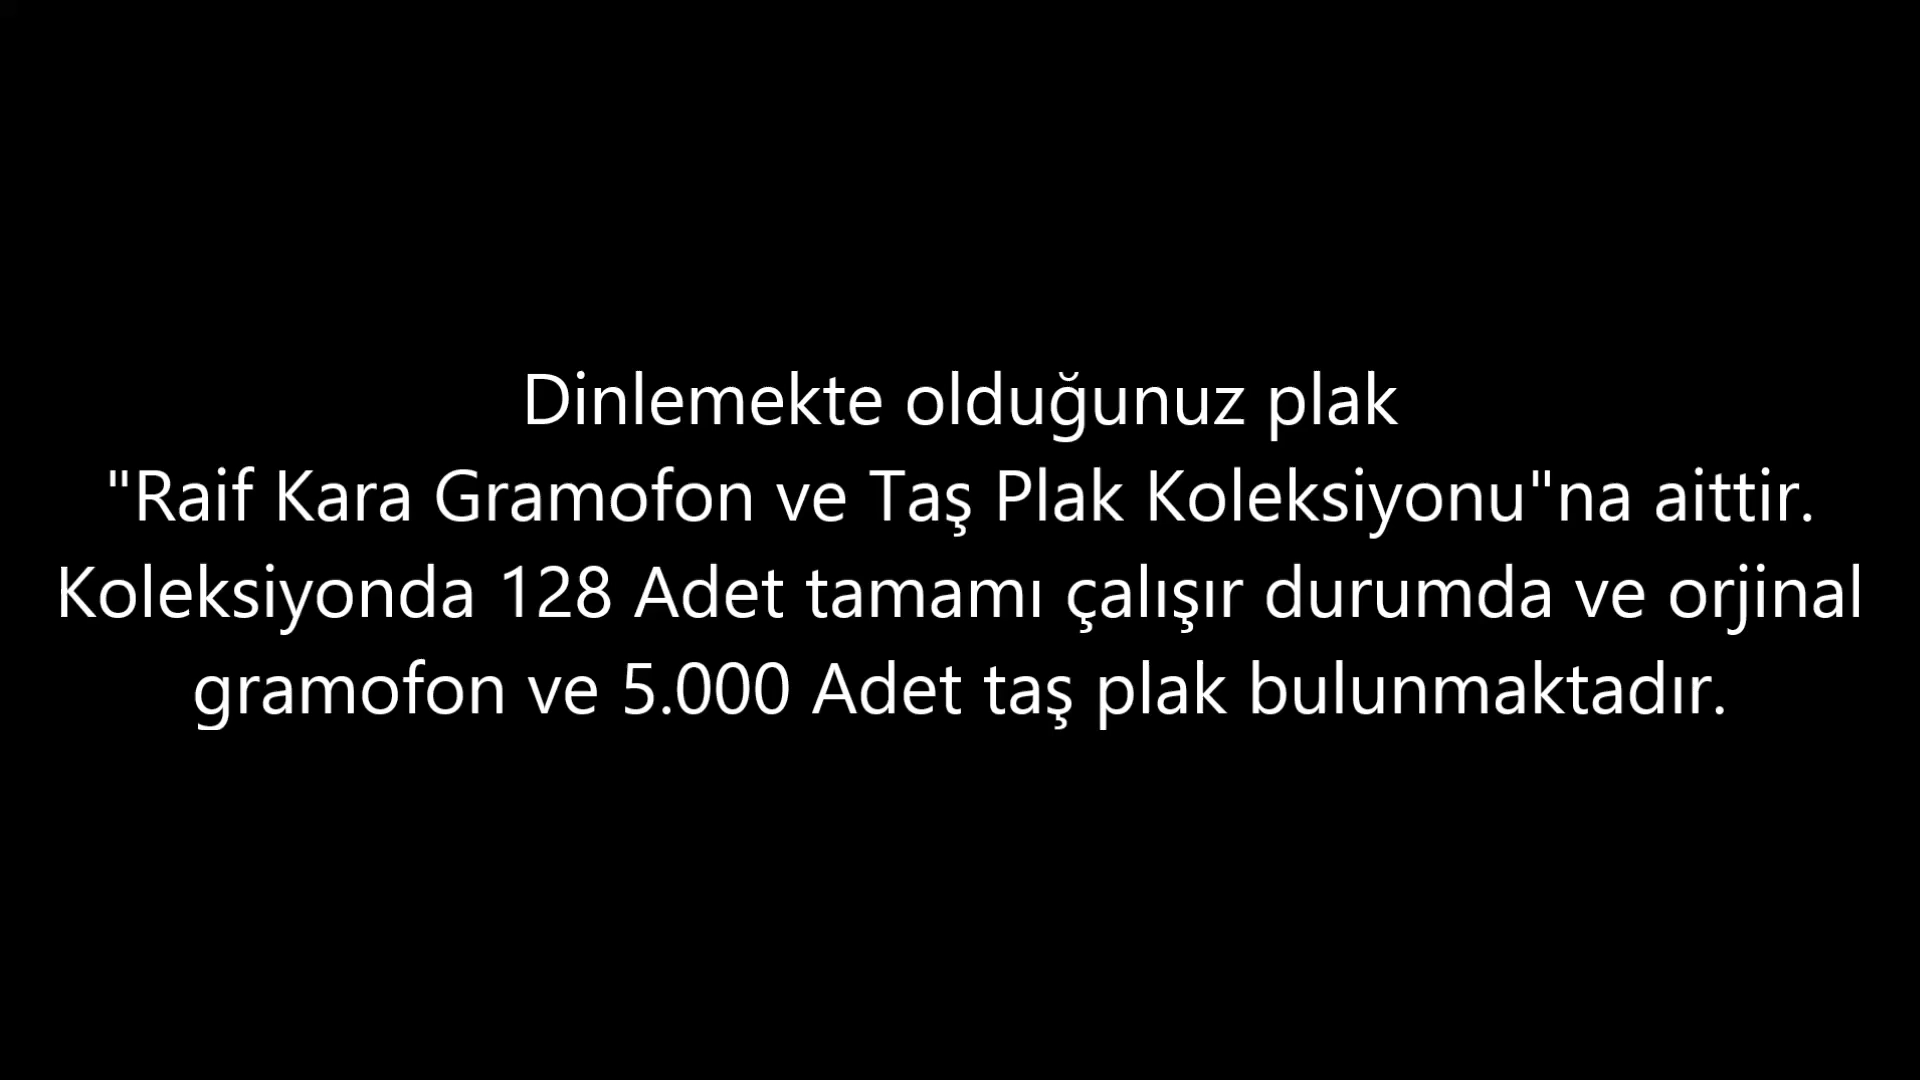 Dinlemekte olduğunuz plak
"Raif Kara Gramofon ve Taş Plak Koleksiyonu"na aittir.
Koleksiyonda 128 Adet tamamı çalışır durumda ve orjinal
gramofon ve 5.000 Adet taş plak bulunmaktadır.